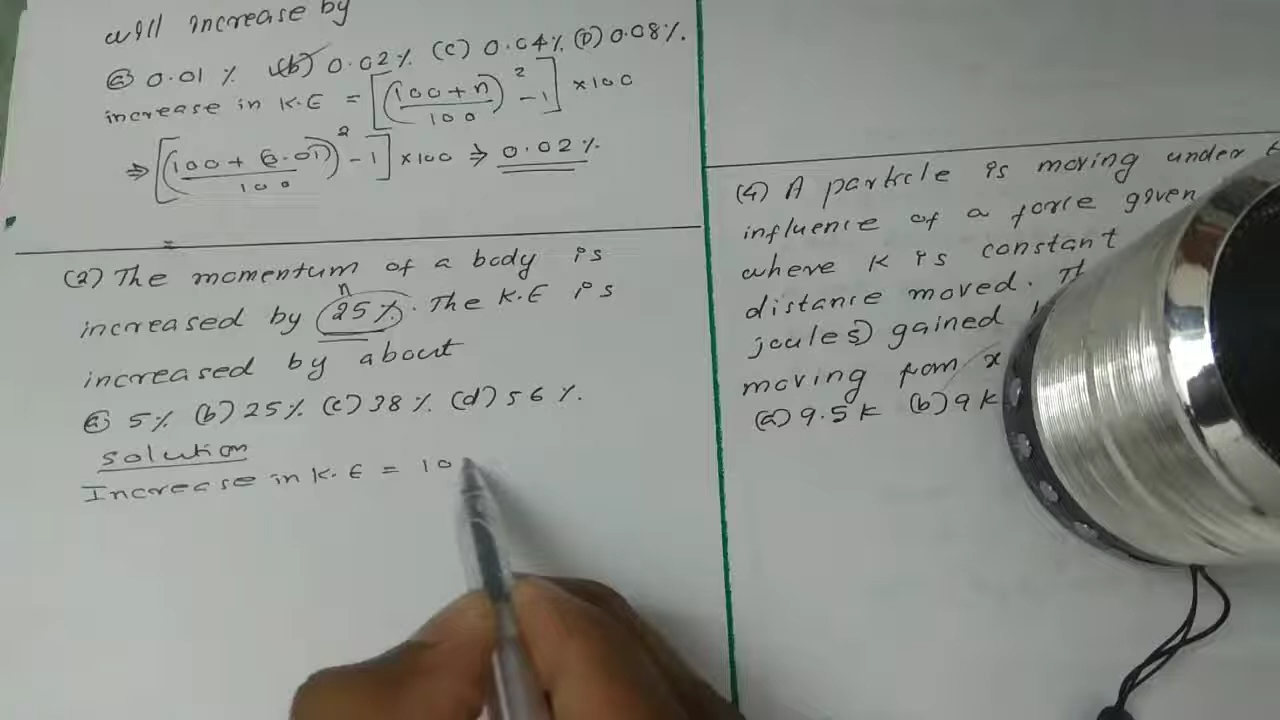 will increase by
(a) 0.01 % (b) 0.02 % (c) 0.04 % (D) 0.08 %.
increase in K.E = [((100 + n)/100)² - 1] × 100
⇒ [((100 + (0.01))/100)² - 1] × 100 ⇒ 0.02 %.
=
(2) The momentum of a body is
n
increased by 25 %. The K.E is
increased by about
(a) 5 % (b) 25 % (c) 38 % (d) 56 %.
Solution
Increase in K.E = 10
(4) A particle is moving under
influence of a force given
where K is constant
distance moved.
joules) gained
moving from x
(a) 9.5 K (b) 9 K